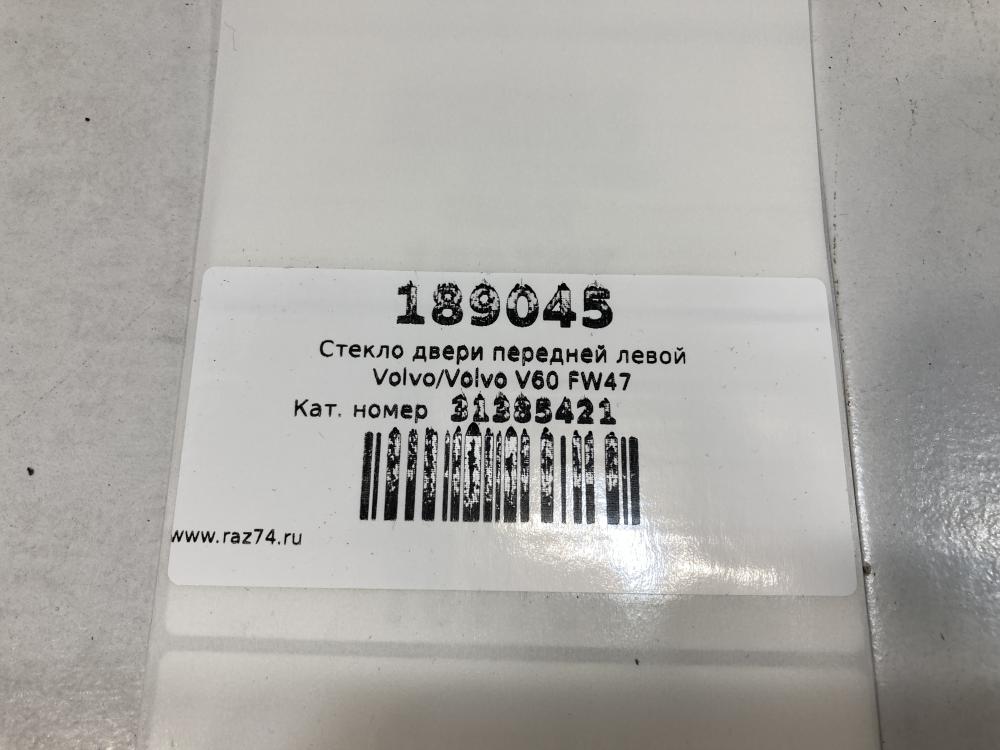 189045
Стекло двери передней левой
Volvo/Volvo V60 FW47
Кат. номер 31385421
www.raz74.ru